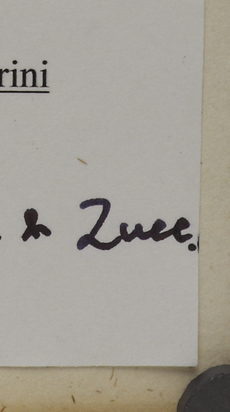 rini
. & Zucc.